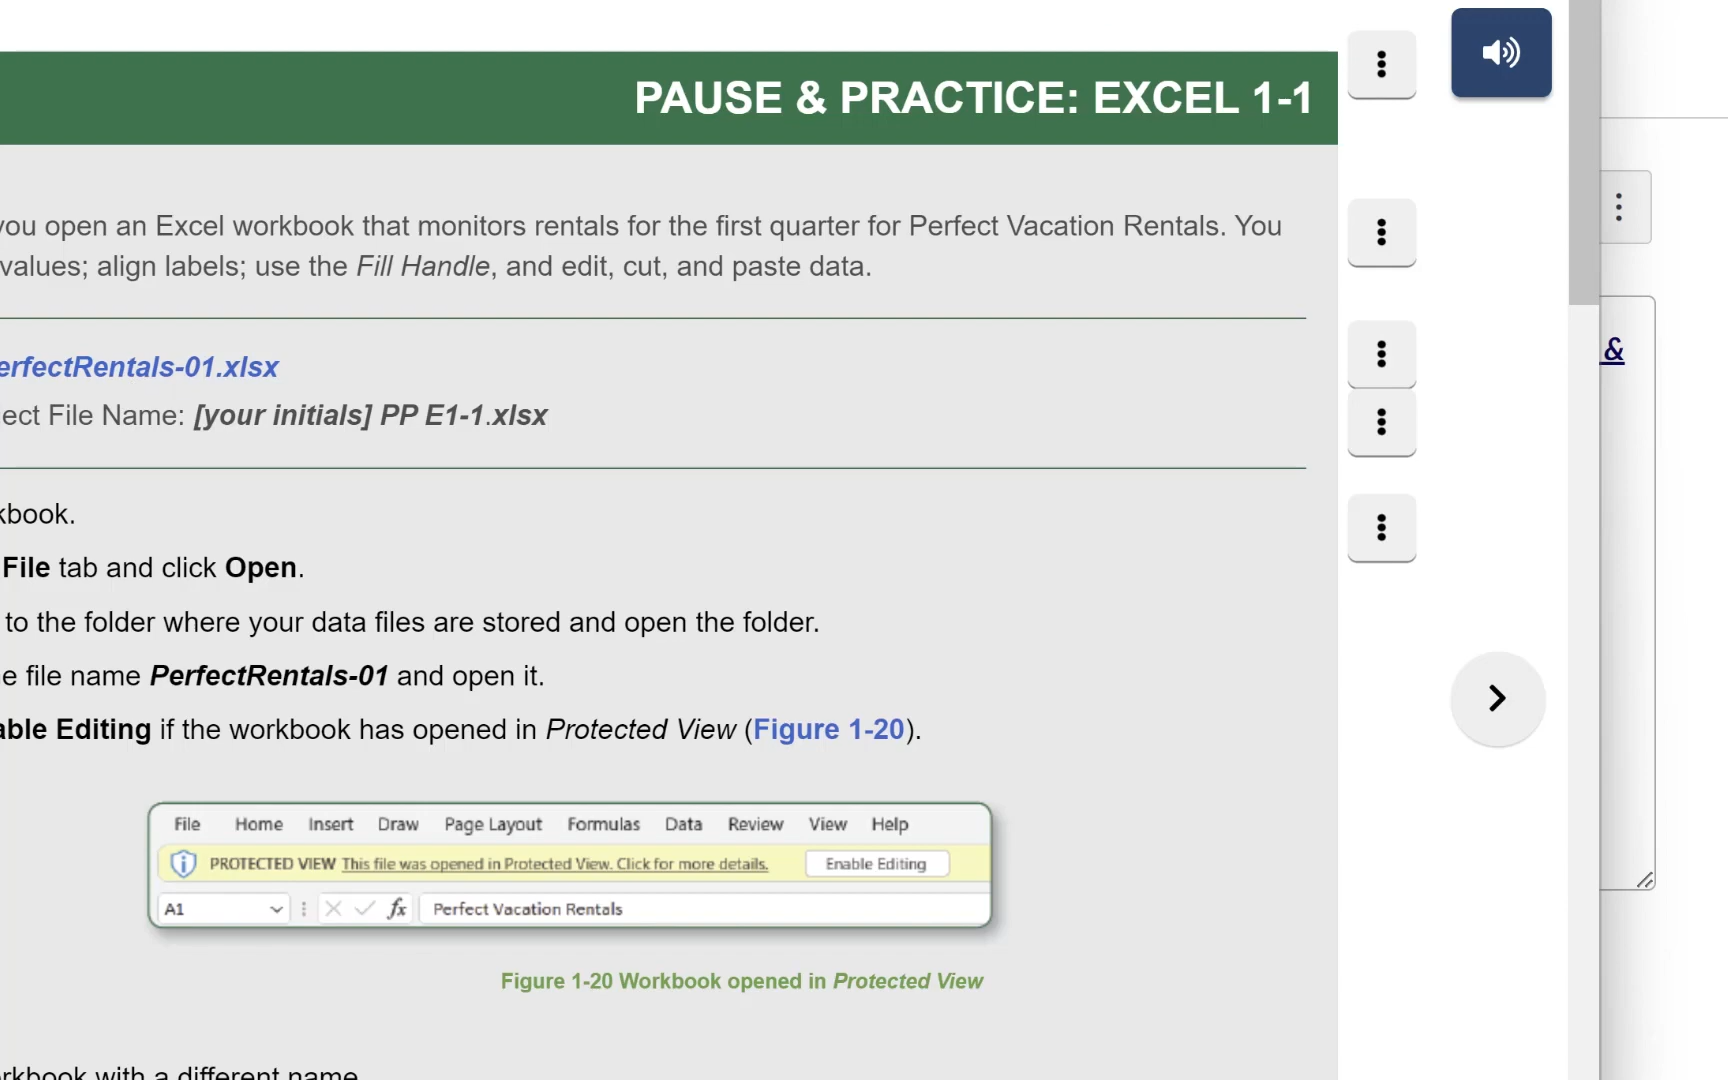 PAUSE & PRACTICE: EXCEL 1-1
you open an Excel workbook that monitors rentals for the first quarter for Perfect Vacation Rentals. You
values; align labels; use the Fill Handle, and edit, cut, and paste data.
erfectRentals-01.xlsx
ect File Name: [your initials] PP E1-1.xlsx
&
kbook.
File tab and click Open.
to the folder where your data files are stored and open the folder.
e file name PerfectRentals-01 and open it.
able Editing if the workbook has opened in Protected View (Figure 1-20).
File Home Insert Draw Page Layout Formulas Data Review View Help
PROTECTED VIEW This file was opened in Protected View. Click for more details. Enable Editing
A1 fx Perfect Vacation Rentals
Figure 1-20 Workbook opened in Protected View
rkbook with a different name